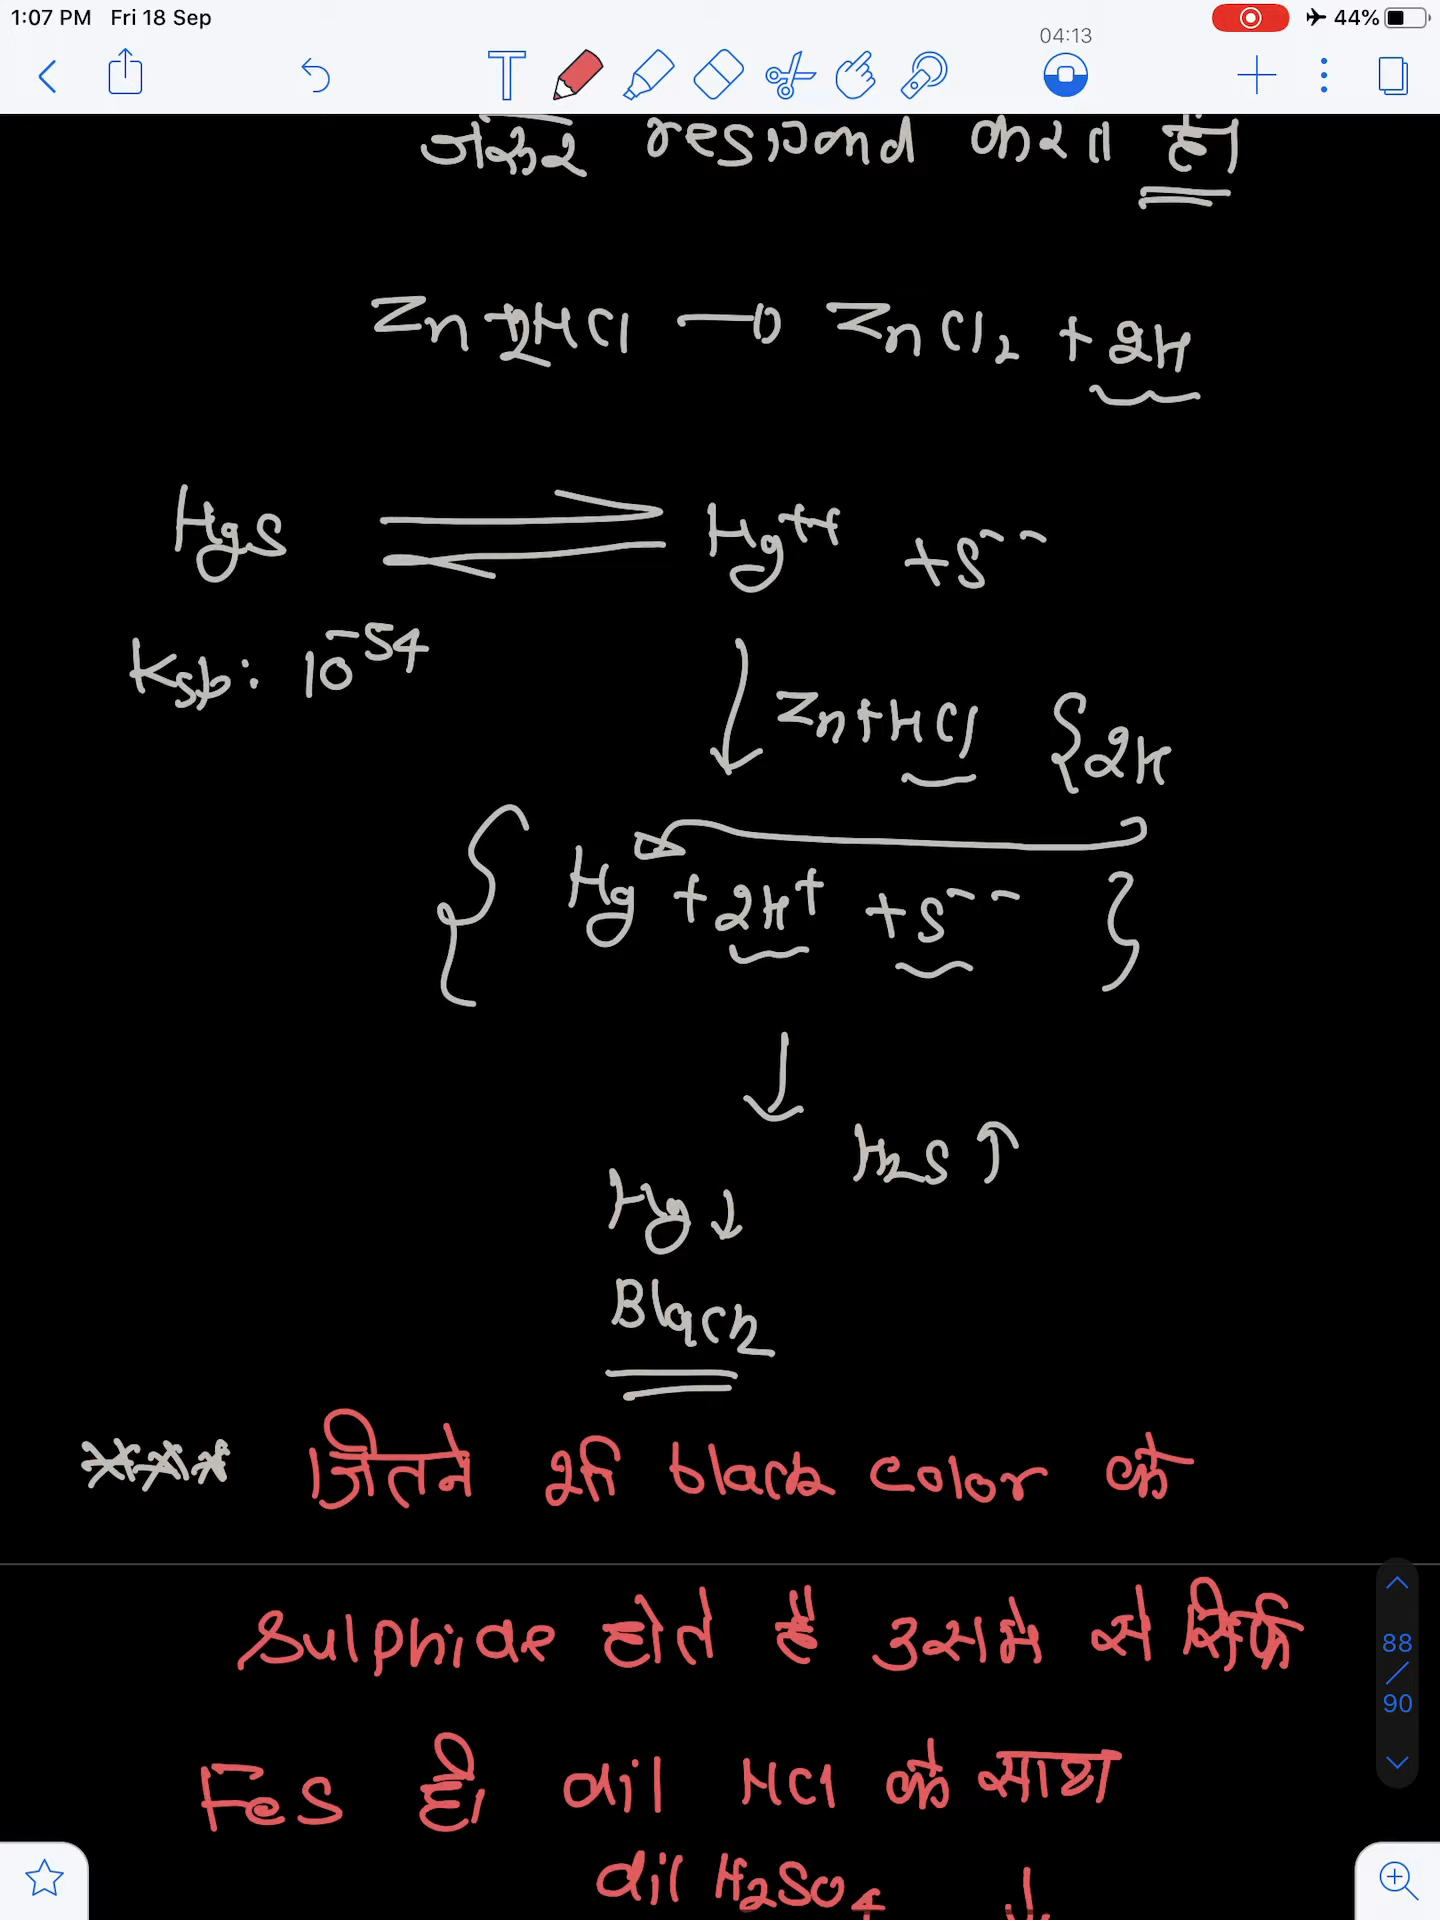 1:07 PM Fri 18 Sep 44%
04:13
जरूर respond करता है।
Zn + 2HCl → ZnCl₂ + 2H
HgS ⇌ Hg⁺⁺ + S⁻⁻
Ksp: 10⁻⁵⁴
↓ Zn + HCl {2H
{ Hg + 2H⁺ + S⁻⁻ }
↓
H₂S ↑
Hg ↓
Black
*** जितने भी black color के
Sulphide होते हैं उसमे से सिर्फ
88
/
90
FeS ही dil HCl के साथ
dil H₂SO₄ ↓